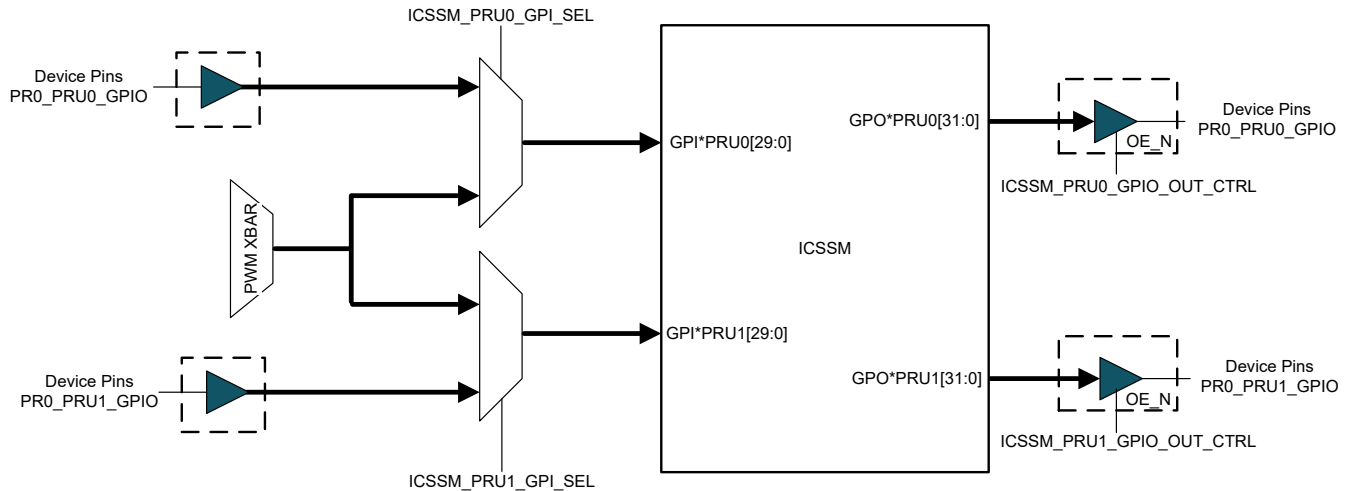 ICSSM_PRU0_GPI_SEL
Device Pins
PR0_PRU0_GPIO
GPI*PRU0[29:0]
GPO*PRU0[31:0]
OE_N
Device Pins
PR0_PRU0_GPIO
ICSSM_PRU0_GPIO_OUT_CTRL
PWM XBAR
ICSSM
GPI*PRU1[29:0]
Device Pins
PR0_PRU1_GPIO
GPO*PRU1[31:0]
OE_N
Device Pins
PR0_PRU1_GPIO
ICSSM_PRU1_GPIO_OUT_CTRL
ICSSM_PRU1_GPI_SEL